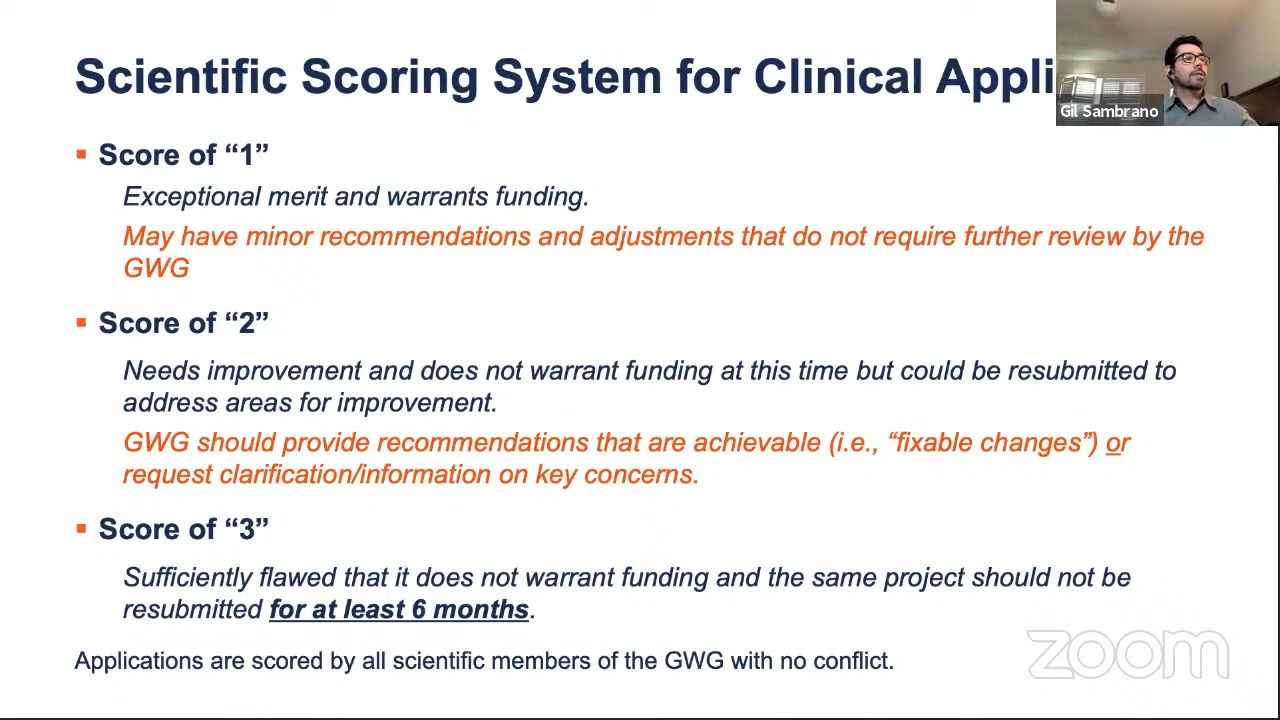 Scientific Scoring System for Clinical Appli
Gil Sambrano
▪ Score of “1”
Exceptional merit and warrants funding.
May have minor recommendations and adjustments that do not require further review by the
GWG
▪ Score of “2”
Needs improvement and does not warrant funding at this time but could be resubmitted to
address areas for improvement.
GWG should provide recommendations that are achievable (i.e., “fixable changes”) or
request clarification/information on key concerns.
▪ Score of “3”
Sufficiently flawed that it does not warrant funding and the same project should not be
resubmitted for at least 6 months.
Applications are scored by all scientific members of the GWG with no conflict.
zoom